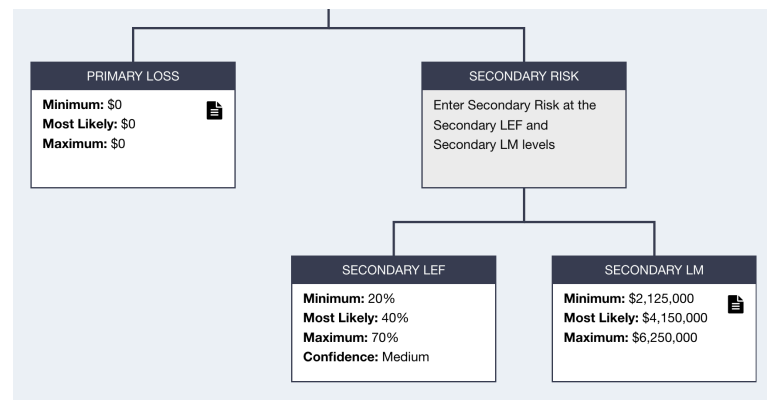 PRIMARY LOSS
Minimum: $0
Most Likely: $0
Maximum: $0
SECONDARY RISK
Enter Secondary Risk at the
Secondary LEF and
Secondary LM levels
SECONDARY LEF
Minimum: 20%
Most Likely: 40%
Maximum: 70%
Confidence: Medium
SECONDARY LM
Minimum: $2,125,000
Most Likely: $4,150,000
Maximum: $6,250,000